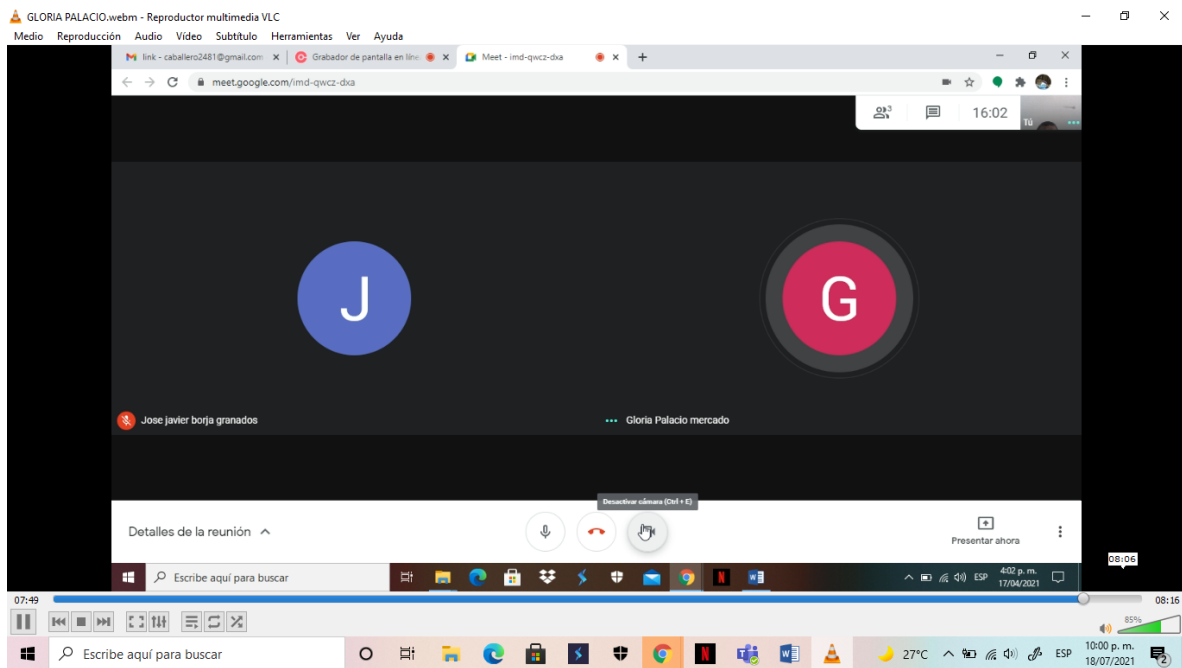 GLORIA PALACIO.webm - Reproductor multimedia VLC
Medio Reproducción Audio Vídeo Subtítulo Herramientas Ver Ayuda
link - caballero2481@gmail.com Grabador de pantalla en líne Meet - imd-qwcz-dxa
meet.google.com/imd-qwcz-dxa
3 16:02 Tú
J G
Jose javier borja granados Gloria Palacio mercado
Desactivar cámara (Ctrl + E)
Detalles de la reunión Presentar ahora
08:06
Escribe aquí para buscar N W ESP 4:02 p. m.
17/04/2021
07:49 08:16
85%
Escribe aquí para buscar N W 27°C ESP 10:00 p. m.
18/07/2021 2